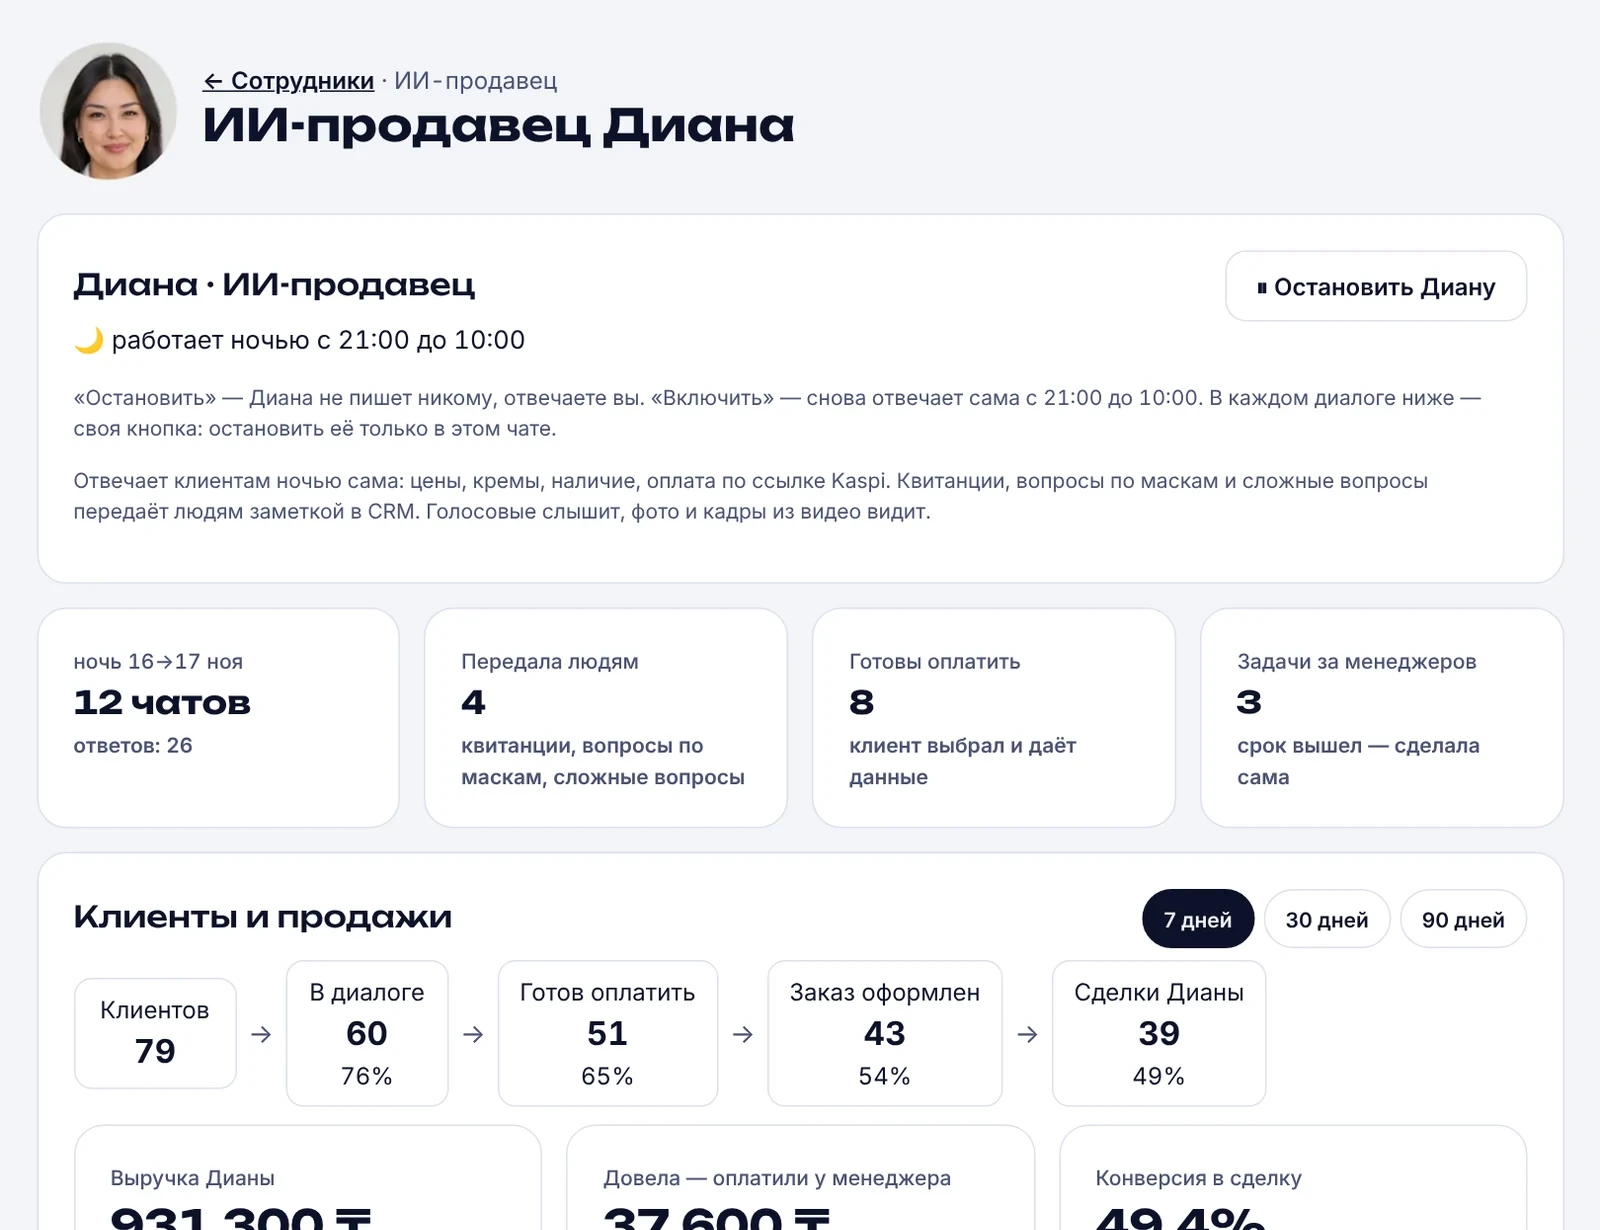 ← Сотрудники · ИИ-продавец
ИИ-продавец Диана
Диана · ИИ-продавец
⏸ Остановить Диану
🌙 работает ночью с 21:00 до 10:00
«Остановить» — Диана не пишет никому, отвечаете вы. «Включить» — снова отвечает сама с 21:00 до 10:00. В каждом диалоге ниже —
своя кнопка: остановить её только в этом чате.
Отвечает клиентам ночью сама: цены, кремы, наличие, оплата по ссылке Kaspi. Квитанции, вопросы по маскам и сложные вопросы
передаёт людям заметкой в CRM. Голосовые слышит, фото и кадры из видео видит.
ночь 16→17 ноя
12 чатов
ответов: 26
Передала людям
4
квитанции, вопросы по
маскам, сложные вопросы
Готовы оплатить
8
клиент выбрал и даёт
данные
Задачи за менеджеров
3
срок вышел — сделала
сама
Клиенты и продажи
7 дней
30 дней
90 дней
Клиентов
79
→
В диалоге
60
76%
→
Готов оплатить
51
65%
→
Заказ оформлен
43
54%
→
Сделки Дианы
39
49%
Выручка Дианы
931 300 ₸
Довела — оплатили у менеджера
37 600 ₸
Конверсия в сделку
49,4%